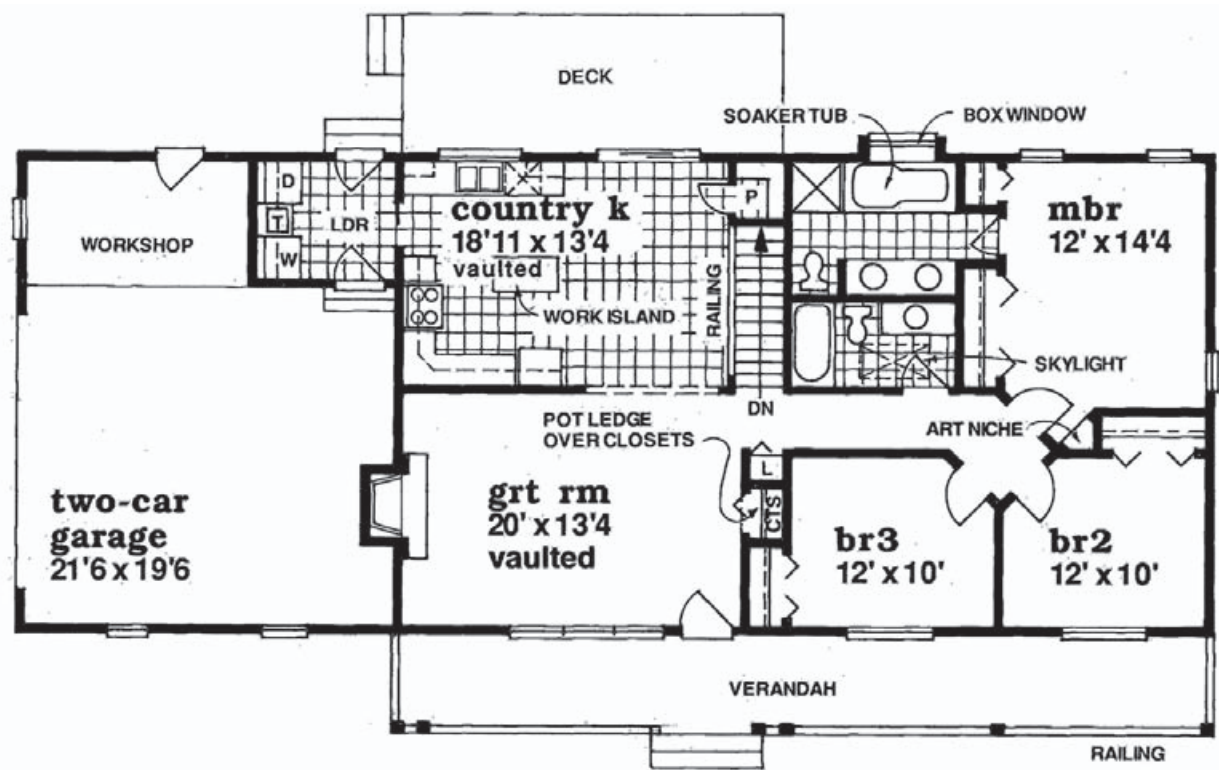 DECK
SOAKER TUB
BOX WINDOW
D
T
W
LDR
WORKSHOP
country k
18'11 x 13'4
vaulted
WORK ISLAND
P
RAILING
DN
mbr
12' x 14'4
SKYLIGHT
ART NICHE
POT LEDGE
OVER CLOSETS
L
CTS
two-car
garage
21'6 x 19'6
grt rm
20' x 13'4
vaulted
br3
12' x 10'
br2
12' x 10'
VERANDAH
RAILING